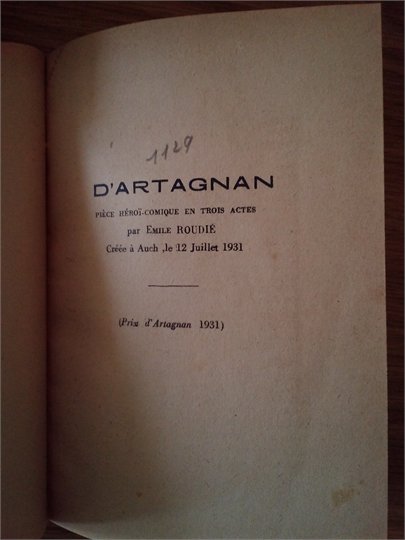 1129
D'ARTAGNAN
PIÈCE HÉROÏ-COMIQUE EN TROIS ACTES
par EMILE ROUDIÉ
Créée à Auch ,le 12 Juillet 1931
(Prix d'Artagnan 1931)